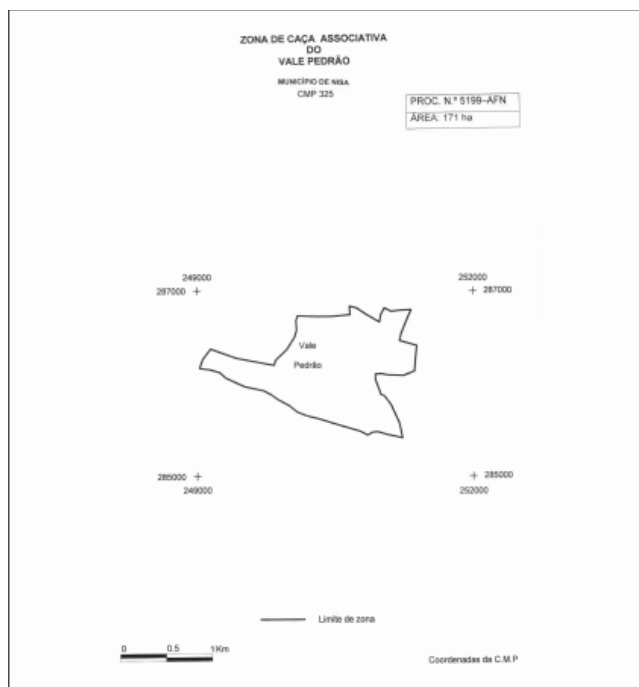 ZONA DE CAÇA ASSOCIATIVA
DO
VALE PEDRÃO
MUNICÍPIO DE NISA
CMP 325
PROC. N.º 5199-AFN
ÁREA: 171 ha
249000
287000
252000
287000
Vale
Pedrão
285000
249000
285000
252000
Limite de zona
0 0.5 1Km
Coordenadas da C.M.P